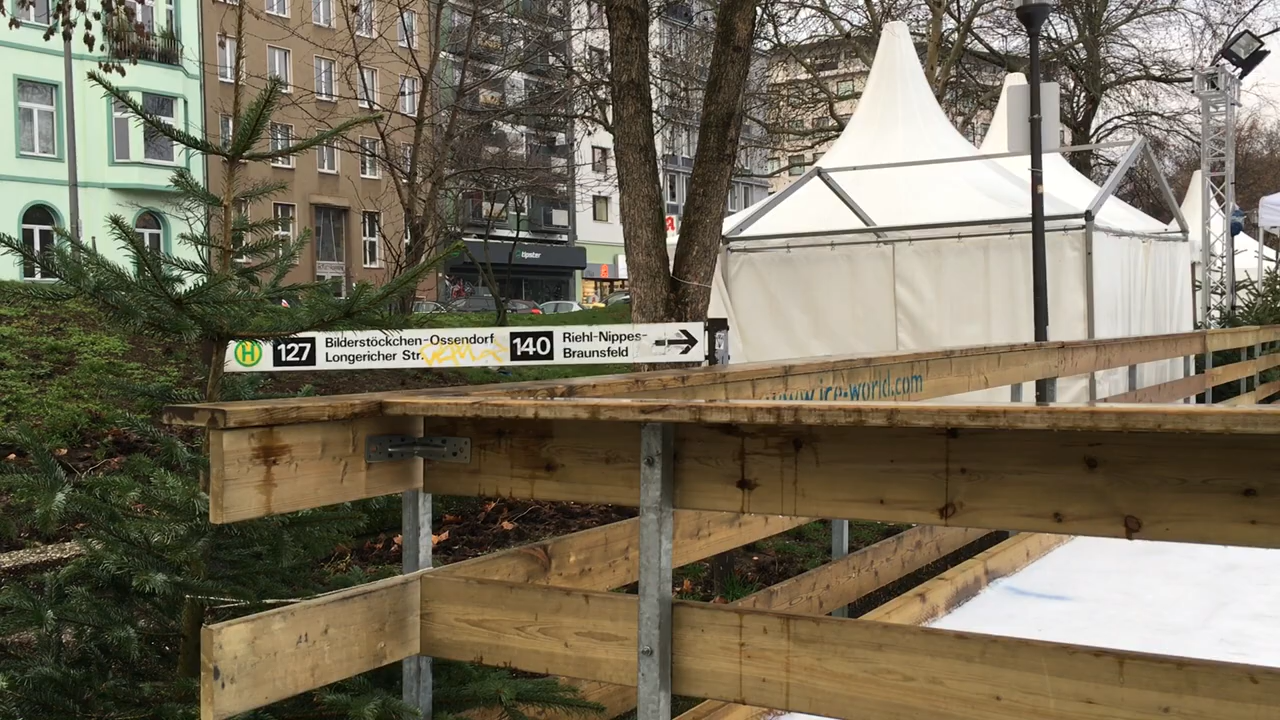 tipster
H 127 Bilderstöckchen-Ossendorf
Longericher Str.
140 Riehl-Nippes-
Braunsfeld
www.ice-world.com